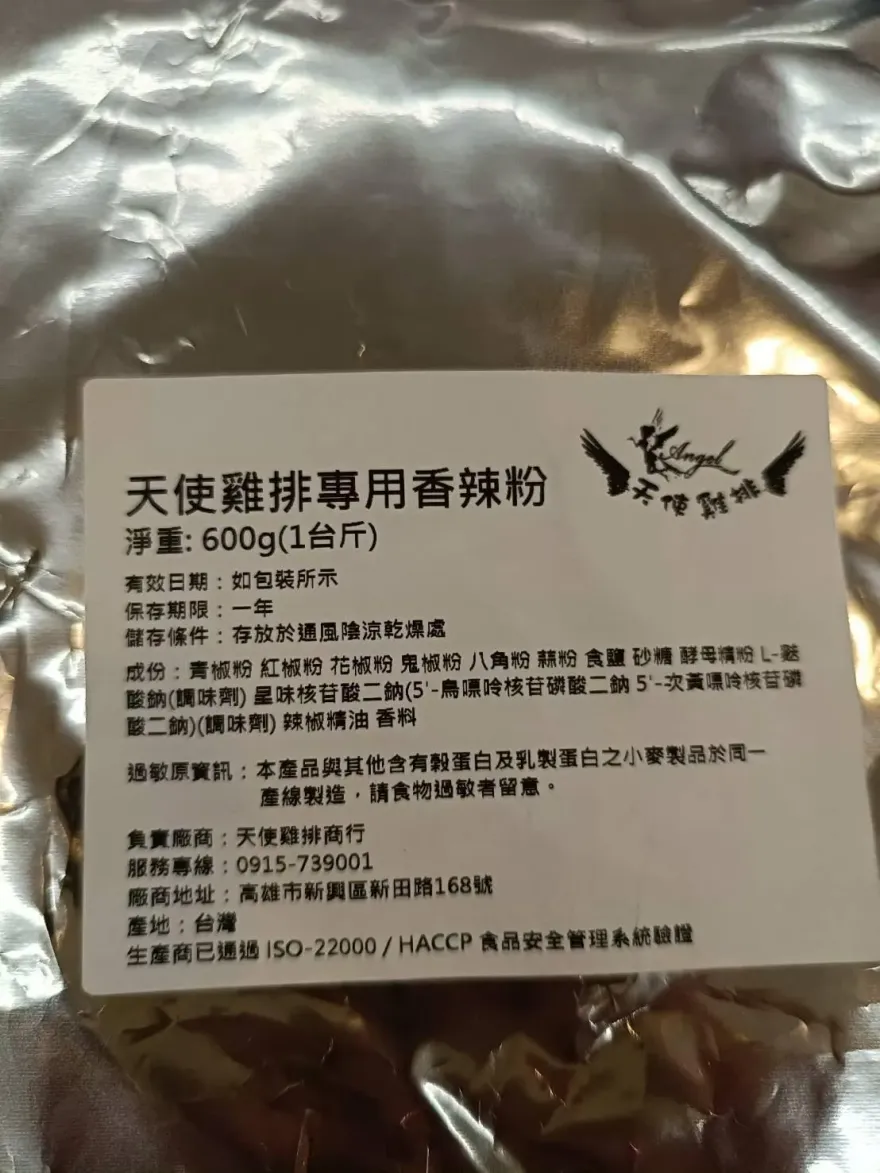 Angel
天使雞排
天使雞排專用香辣粉
淨重: 600g(1台斤)
有效日期：如包裝所示
保存期限：一年
儲存條件：存放於通風陰涼乾燥處
成份：青椒粉 紅椒粉 花椒粉 鬼椒粉 八角粉 蒜粉 食鹽 砂糖 酵母精粉 L-麩
酸鈉(調味劑) 呈味核苷酸二鈉(5'-鳥嘌呤核苷磷酸二鈉 5'-次黃嘌呤核苷磷
酸二鈉)(調味劑) 辣椒精油 香料
過敏原資訊：本產品與其他含有穀蛋白及乳製蛋白之小麥製品於同一
產線製造，請食物過敏者留意。
負責廠商：天使雞排商行
服務專線：0915-739001
廠商地址：高雄市新興區新田路168號
產地：台灣
生產商已通過 ISO-22000 / HACCP 食品安全管理系統驗證